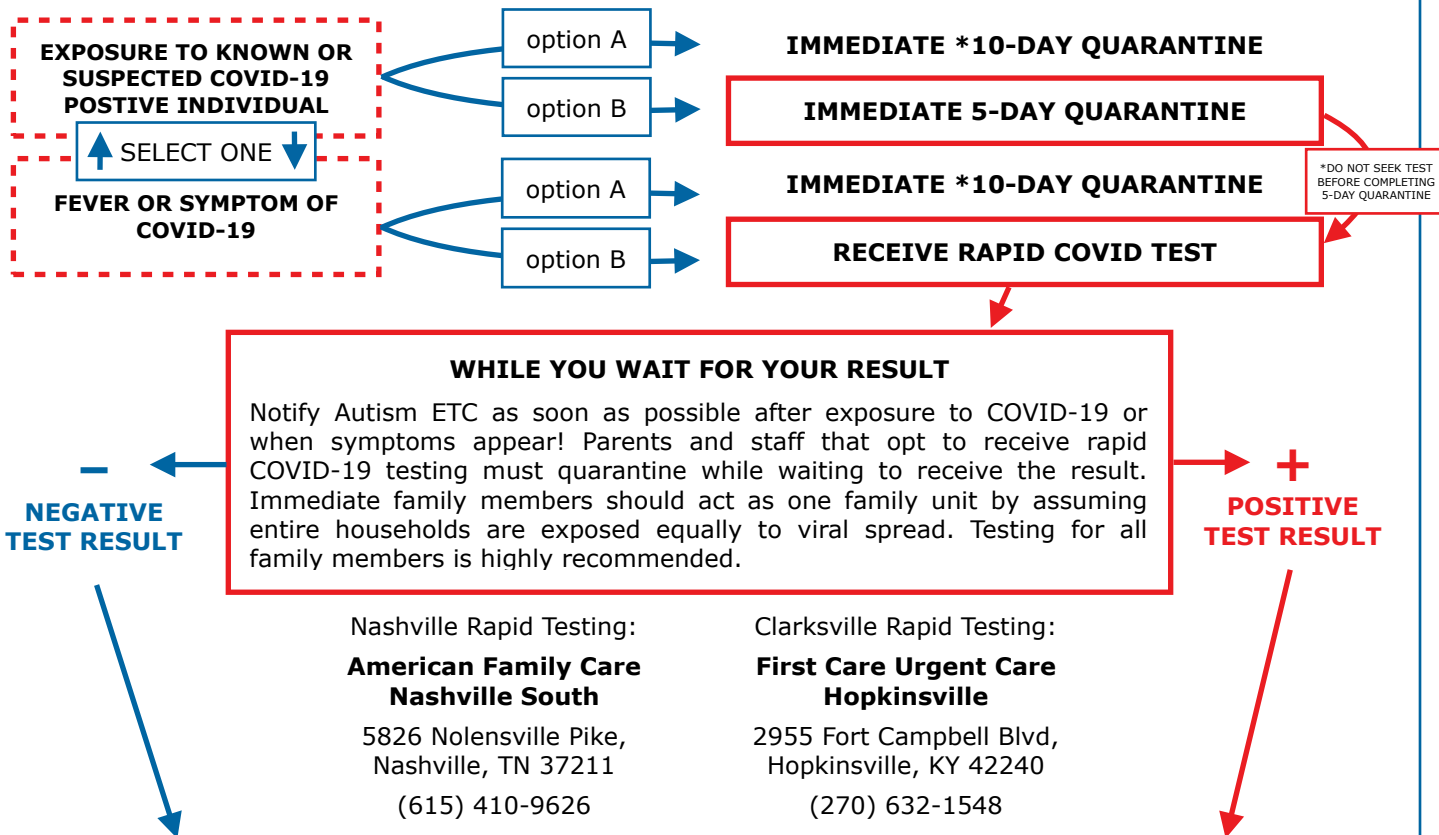 EXPOSURE TO KNOWN OR
SUSPECTED COVID-19
POSTIVE INDIVIDUAL
SELECT ONE
FEVER OR SYMPTOM OF
COVID-19
option A
IMMEDIATE *10-DAY QUARANTINE
option B
IMMEDIATE 5-DAY QUARANTINE
option A
IMMEDIATE *10-DAY QUARANTINE
option B
RECEIVE RAPID COVID TEST
*DO NOT SEEK TEST
BEFORE COMPLETING
5-DAY QUARANTINE
WHILE YOU WAIT FOR YOUR RESULT
Notify Autism ETC as soon as possible after exposure to COVID-19 or
when symptoms appear! Parents and staff that opt to receive rapid
COVID-19 testing must quarantine while waiting to receive the result.
Immediate family members should act as one family unit by assuming
entire households are exposed equally to viral spread. Testing for all
family members is highly recommended.
–
NEGATIVE
TEST RESULT
+
POSITIVE
TEST RESULT
Nashville Rapid Testing:
American Family Care
Nashville South
5826 Nolensville Pike,
Nashville, TN 37211
(615) 410-9626
Clarksville Rapid Testing:
First Care Urgent Care
Hopkinsville
2955 Fort Campbell Blvd,
Hopkinsville, KY 42240
(270) 632-1548